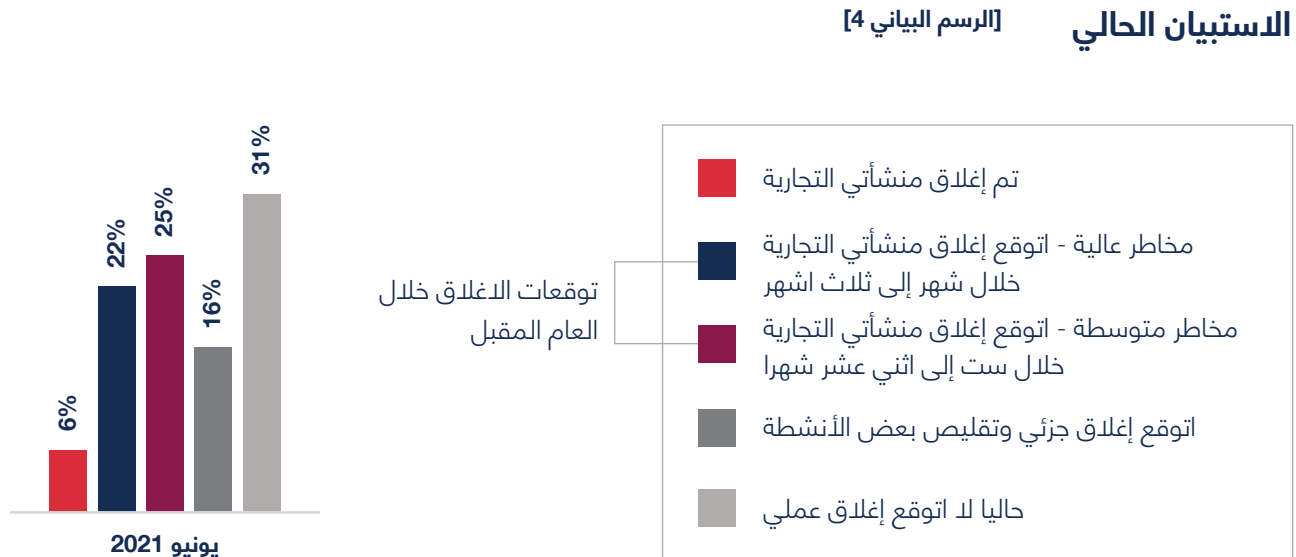 الاستبيان الحالي [الرسم البياني 4]
تم إغلاق منشأتي التجارية
مخاطر عالية - اتوقع إغلاق منشأتي التجارية
خلال شهر إلى ثلاث اشهر
مخاطر متوسطة - اتوقع إغلاق منشأتي التجارية
خلال ست إلى اثني عشر شهرا
اتوقع إغلاق جزئي وتقليص بعض الأنشطة
حاليا لا اتوقع إغلاق عملي
توقعات الاغلاق خلال
العام المقبل
6%
22%
25%
16%
31%
يونيو 2021